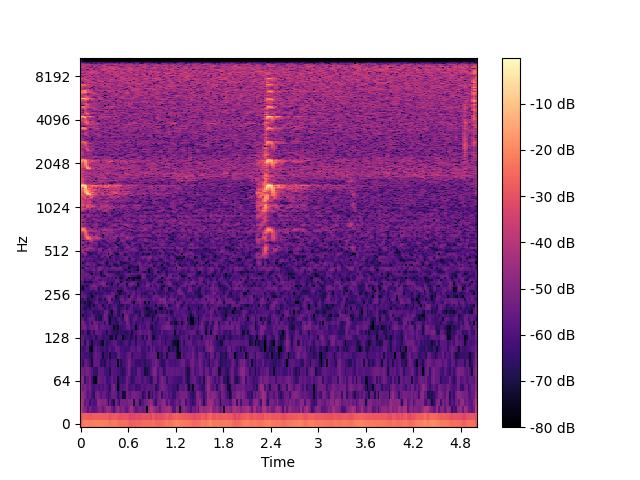 8192
4096
2048
1024
512
256
128
64
0
Hz
0 0.6 1.2 1.8 2.4 3 3.6 4.2 4.8
Time
-10 dB
-20 dB
-30 dB
-40 dB
-50 dB
-60 dB
-70 dB
-80 dB